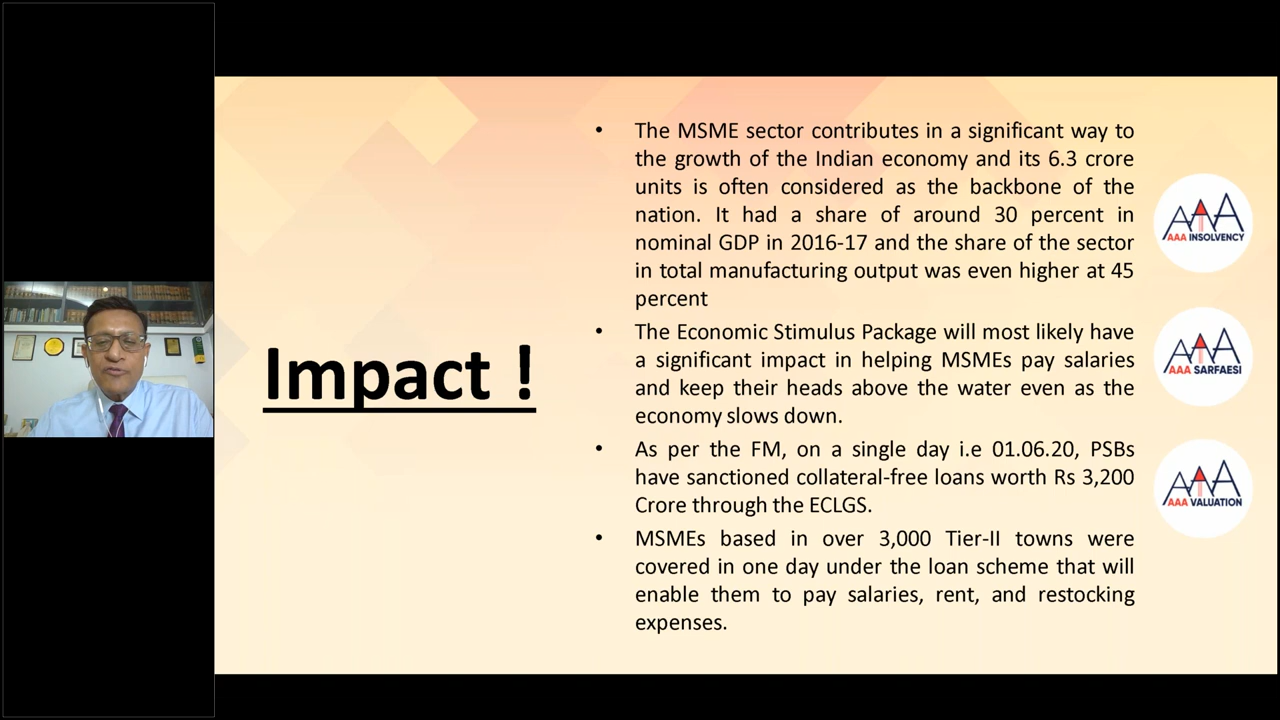 Impact !
• The MSME sector contributes in a significant way to
the growth of the Indian economy and its 6.3 crore
units is often considered as the backbone of the
nation. It had a share of around 30 percent in
nominal GDP in 2016-17 and the share of the sector
in total manufacturing output was even higher at 45
percent
• The Economic Stimulus Package will most likely have
a significant impact in helping MSMEs pay salaries
and keep their heads above the water even as the
economy slows down.
• As per the FM, on a single day i.e 01.06.20, PSBs
have sanctioned collateral-free loans worth Rs 3,200
Crore through the ECLGS.
• MSMEs based in over 3,000 Tier-II towns were
covered in one day under the loan scheme that will
enable them to pay salaries, rent, and restocking
expenses.
AAA
AAA INSOLVENCY
AAA
AAA SARFAESI
AAA
AAA VALUATION